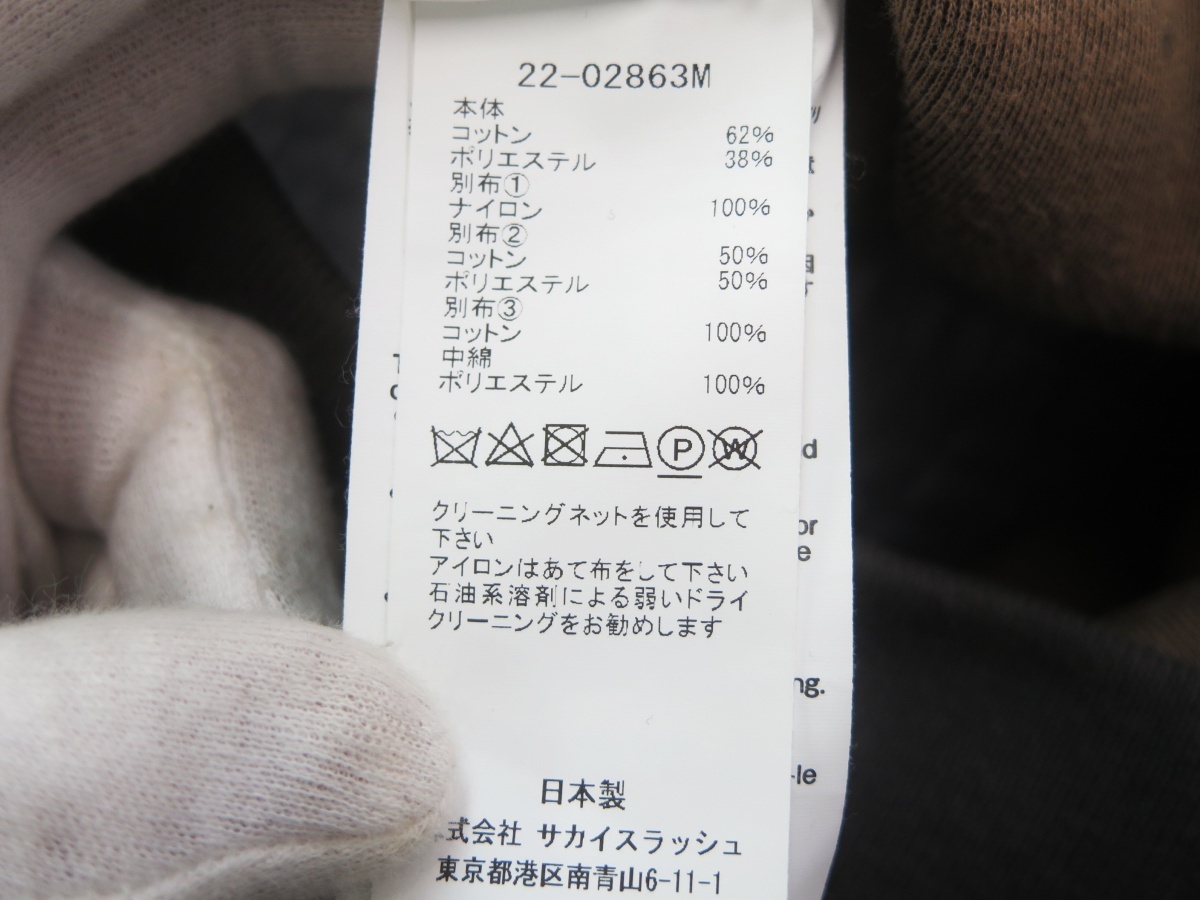 22-02863M
本体
コットン 62%
ポリエステル 38%
別布①
ナイロン 100%
別布②
コットン 50%
ポリエステル 50%
別布③
コットン 100%
中綿
ポリエステル 100%
P W
クリーニングネットを使用して
下さい
アイロンはあて布をして下さい
石油系溶剤による弱いドライ
クリーニングをお勧めします
日本製
式会社 サカイスラッシュ
東京都港区南青山6-11-1
d
or
e
ng.
le